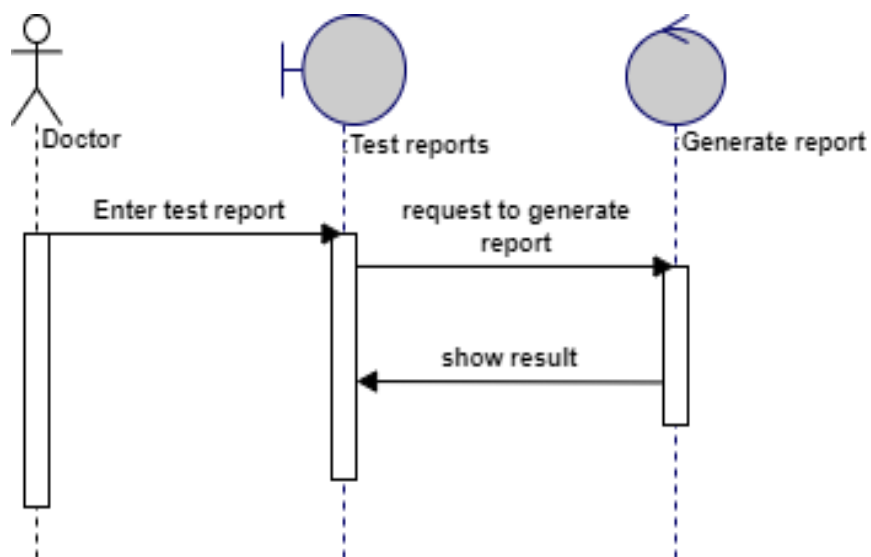 Doctor
Test reports
Generate report
Enter test report
request to generate
report
show result